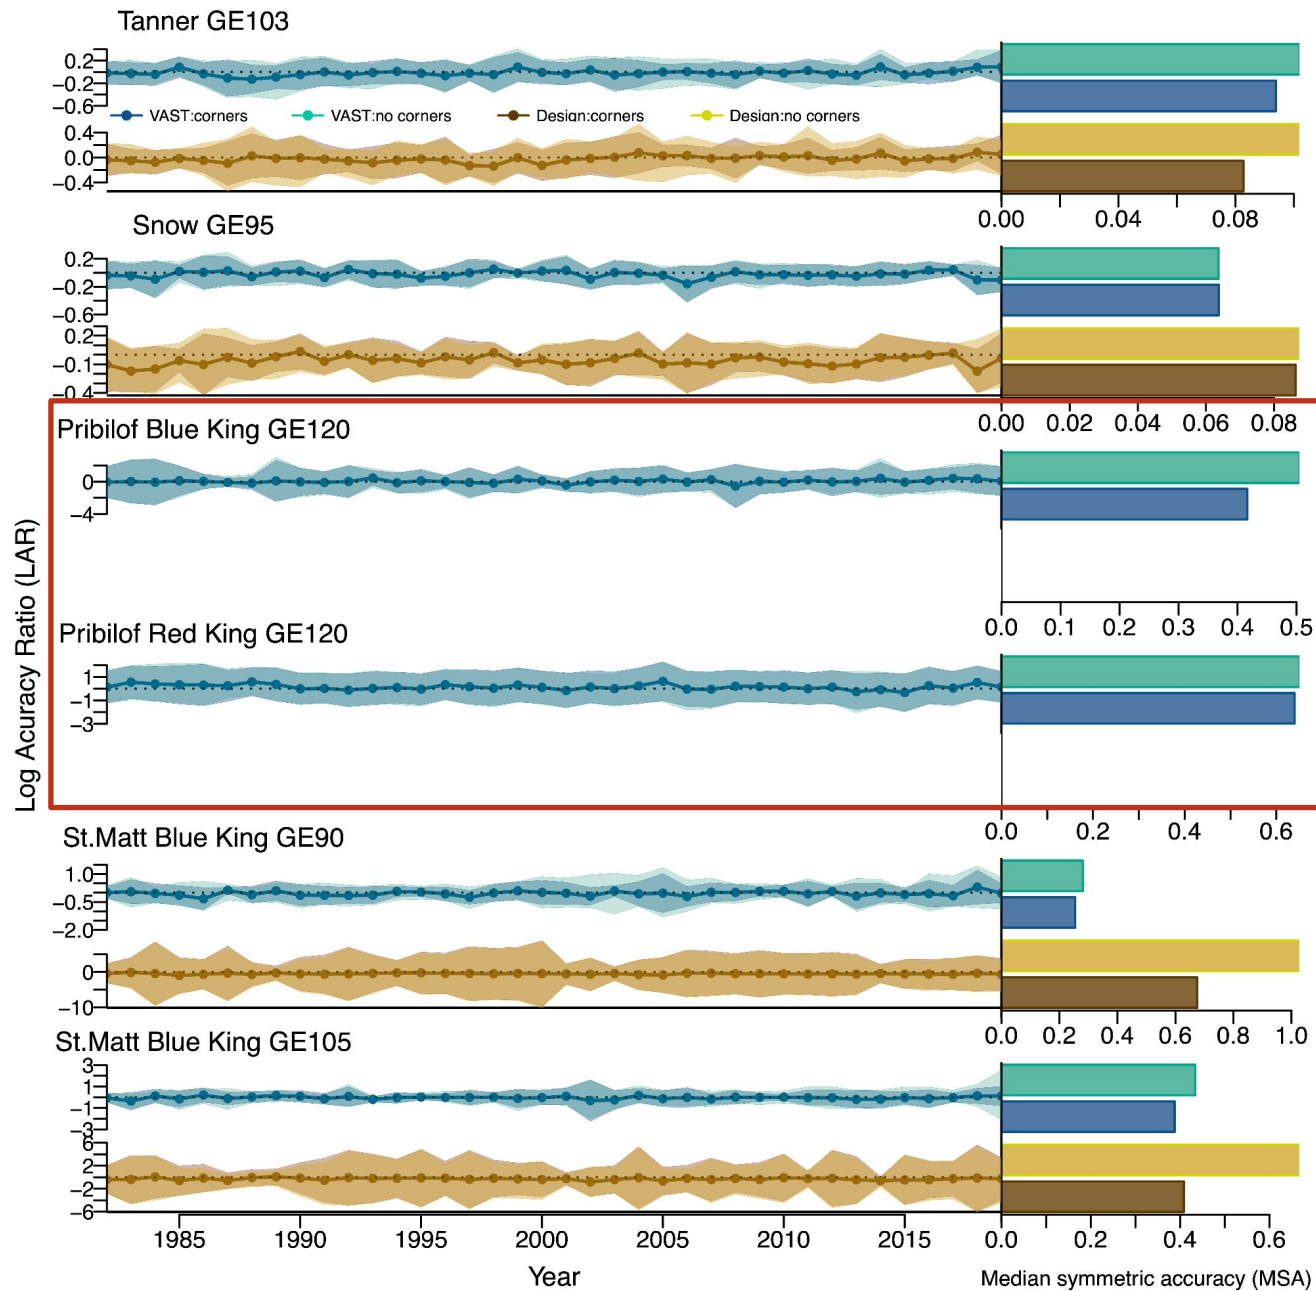 Tanner GE103
0.2
−0.2
−0.6
VAST:corners VAST:no corners Design:corners Design:no corners
0.4
0.0
−0.4
0.00 0.04 0.08
Snow GE95
0.2
−0.2
−0.6
0.2
−0.1
−0.4
0.00 0.02 0.04 0.06 0.08
Pribilof Blue King GE120
0
−4
0.0 0.1 0.2 0.3 0.4 0.5
Pribilof Red King GE120
1
−1
−3
0.0 0.2 0.4 0.6
Log Acuracy Ratio (LAR)
St.Matt Blue King GE90
1.0
−0.5
−2.0
0
−10
0.0 0.2 0.4 0.6 0.8 1.0
St.Matt Blue King GE105
3
1
−1
−3
6
2
−2
−6
1985 1990 1995 2000 2005 2010 2015
0.0 0.2 0.4 0.6
Year
Median symmetric accuracy (MSA)